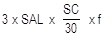 3 x SAL x SC/30 x f